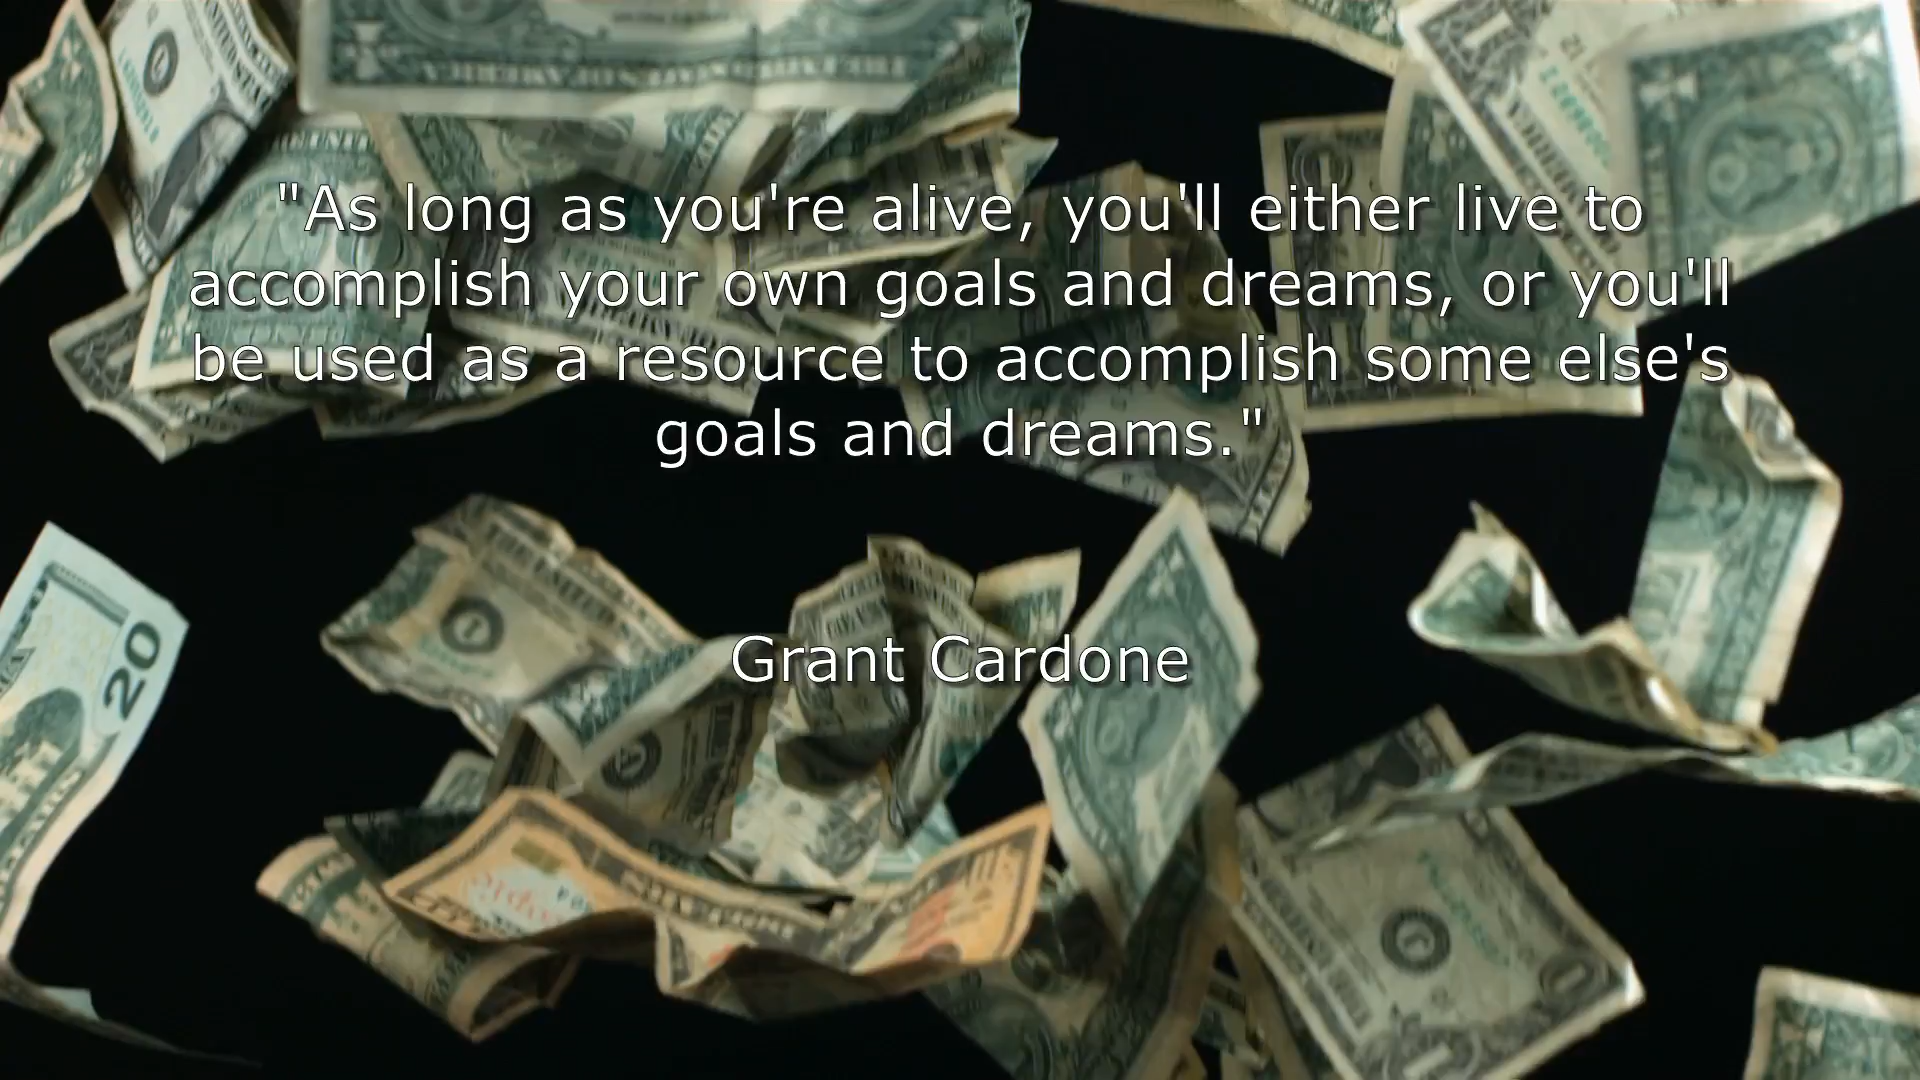 "As long as you're alive, you'll either live to
accomplish your own goals and dreams, or you'll
be used as a resource to accomplish some else's
goals and dreams."
Grant Cardone
20